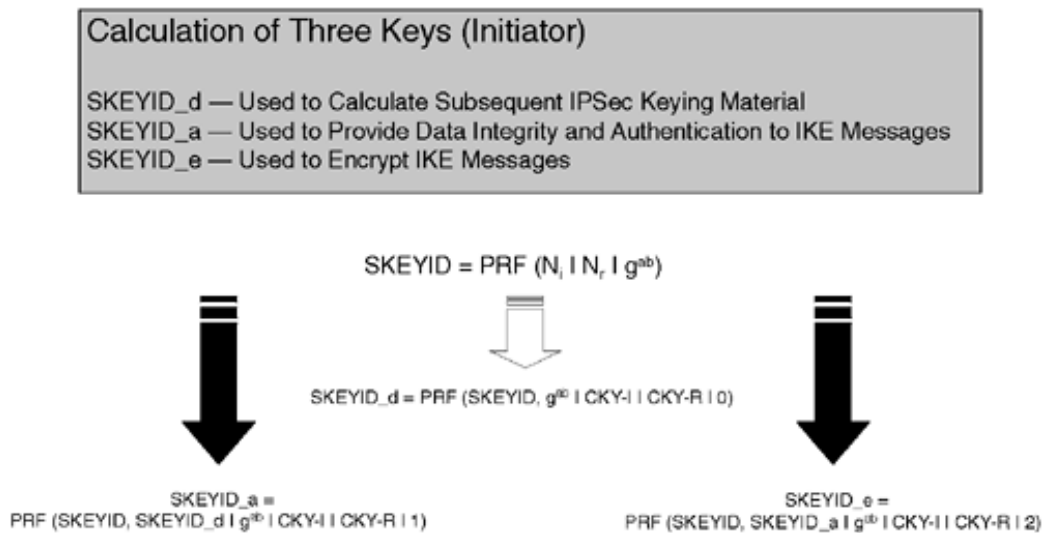 Calculation of Three Keys (Initiator)
SKEYID_d — Used to Calculate Subsequent IPSec Keying Material
SKEYID_a — Used to Provide Data Integrity and Authentication to IKE Messages
SKEYID_e — Used to Encrypt IKE Messages
SKEYID = PRF (Nᵢ | Nᵣ | gᵃᵇ)
SKEYID_d = PRF (SKEYID, gᵃᵇ | CKY-I | CKY-R | 0)
SKEYID_a =
PRF (SKEYID, SKEYID_d | gᵃᵇ | CKY-I | CKY-R | 1)
SKEYID_e =
PRF (SKEYID, SKEYID_a | gᵃᵇ | CKY-I | CKY-R | 2)